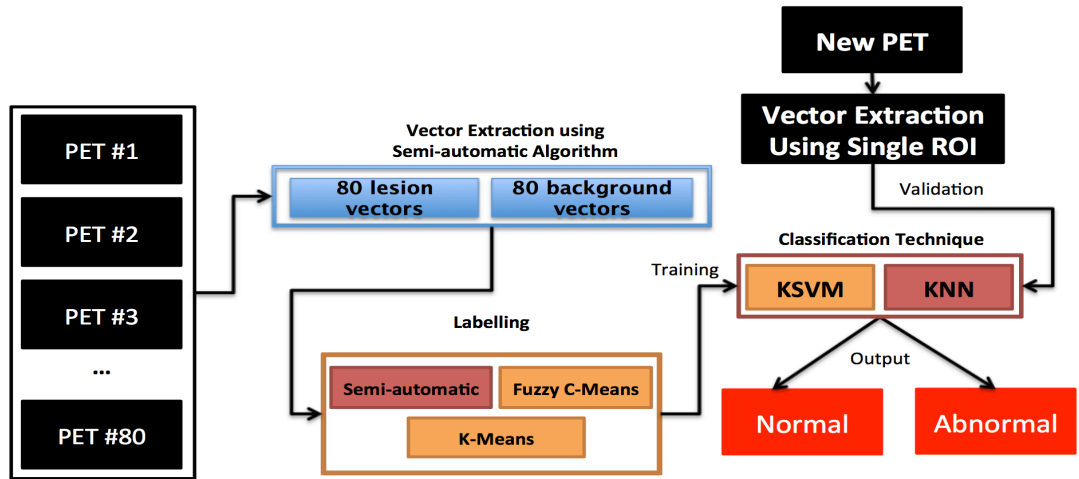 PET #1
PET #2
PET #3
...
PET #80
Vector Extraction using
Semi-automatic Algorithm
80 lesion
vectors
80 background
vectors
Labelling
Semi-automatic
Fuzzy C-Means
K-Means
Training
New PET
Vector Extraction
Using Single ROI
Validation
Classification Technique
KSVM
KNN
Output
Normal
Abnormal